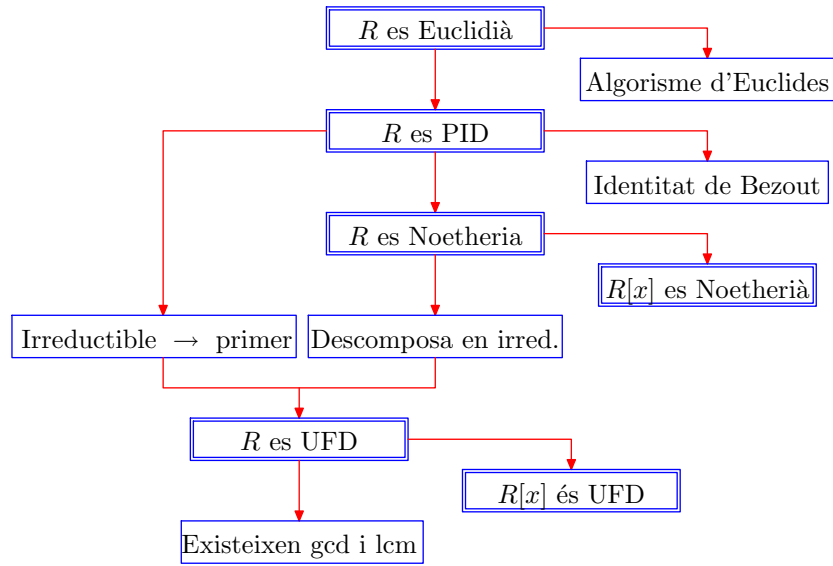 R es Euclidià
Algorisme d'Euclides
R es PID
Identitat de Bezout
R es Noetheria
R[x] es Noetherià
Irreductible → primer
Descomposa en irred.
R es UFD
R[x] és UFD
Existeixen gcd i lcm